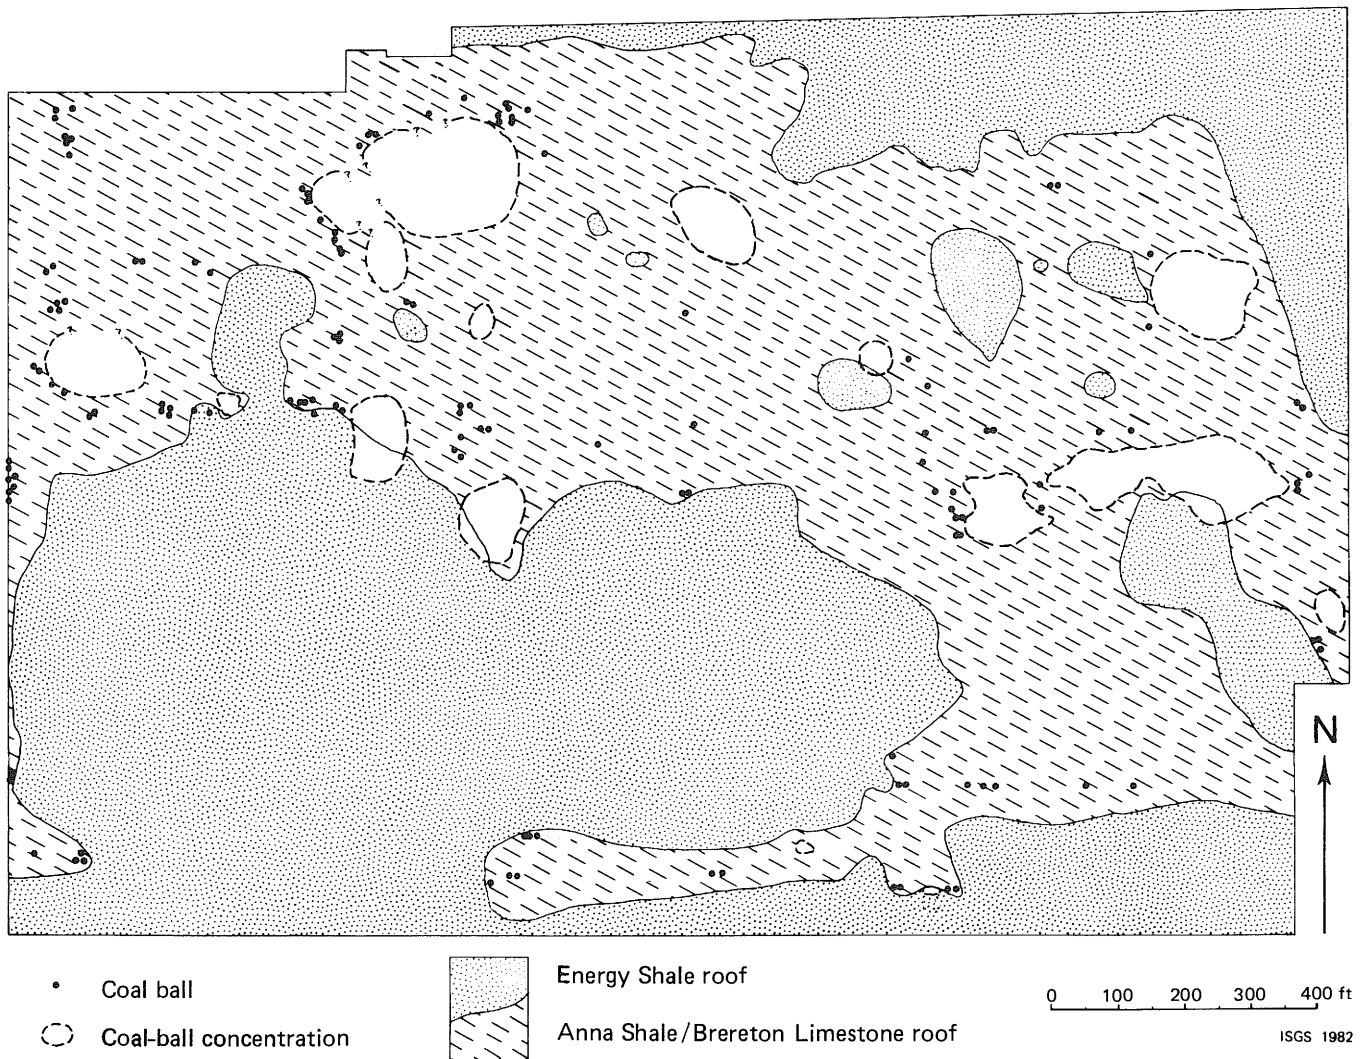 N
Coal ball
Coal-ball concentration
Energy Shale roof
Anna Shale/Brereton Limestone roof
0 100 200 300 400 ft
ISGS 1982